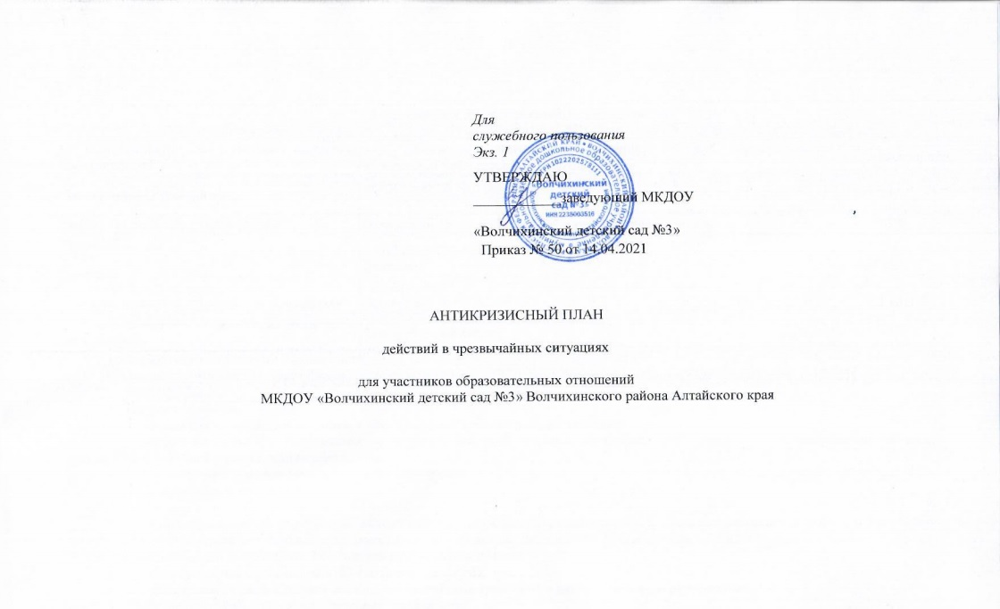 Для
служебного пользования
Экз. 1
УТВЕРЖДАЮ
____________ заведующий МКДОУ
«Волчихинский детский сад №3»
Приказ № 50 от 14.04.2021
«Волчихинский
детский
сад №3»
АНТИКРИЗИСНЫЙ ПЛАН
действий в чрезвычайных ситуациях
для участников образовательных отношений
МКДОУ «Волчихинский детский сад №3» Волчихинского района Алтайского края